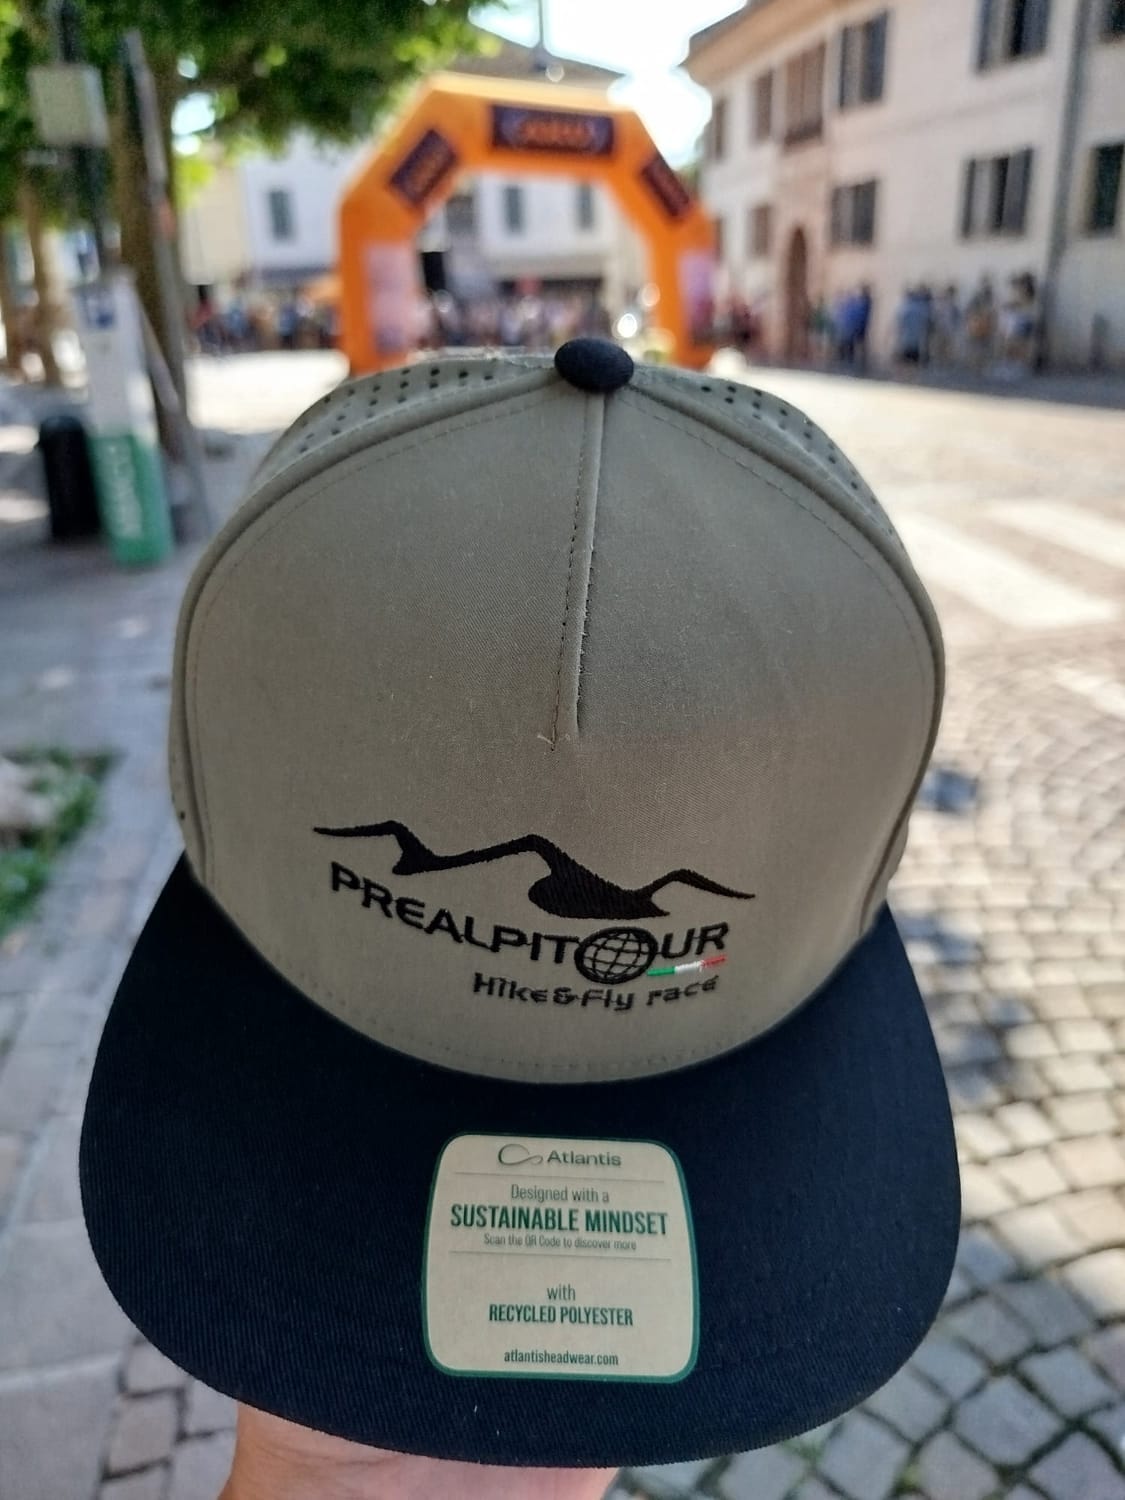 PREALPITOUR
Hike&Fly race
Atlantis
Designed with a
SUSTAINABLE MINDSET
Scan the QR Code to discover more
with
RECYCLED POLYESTER
atlantisheadwear.com